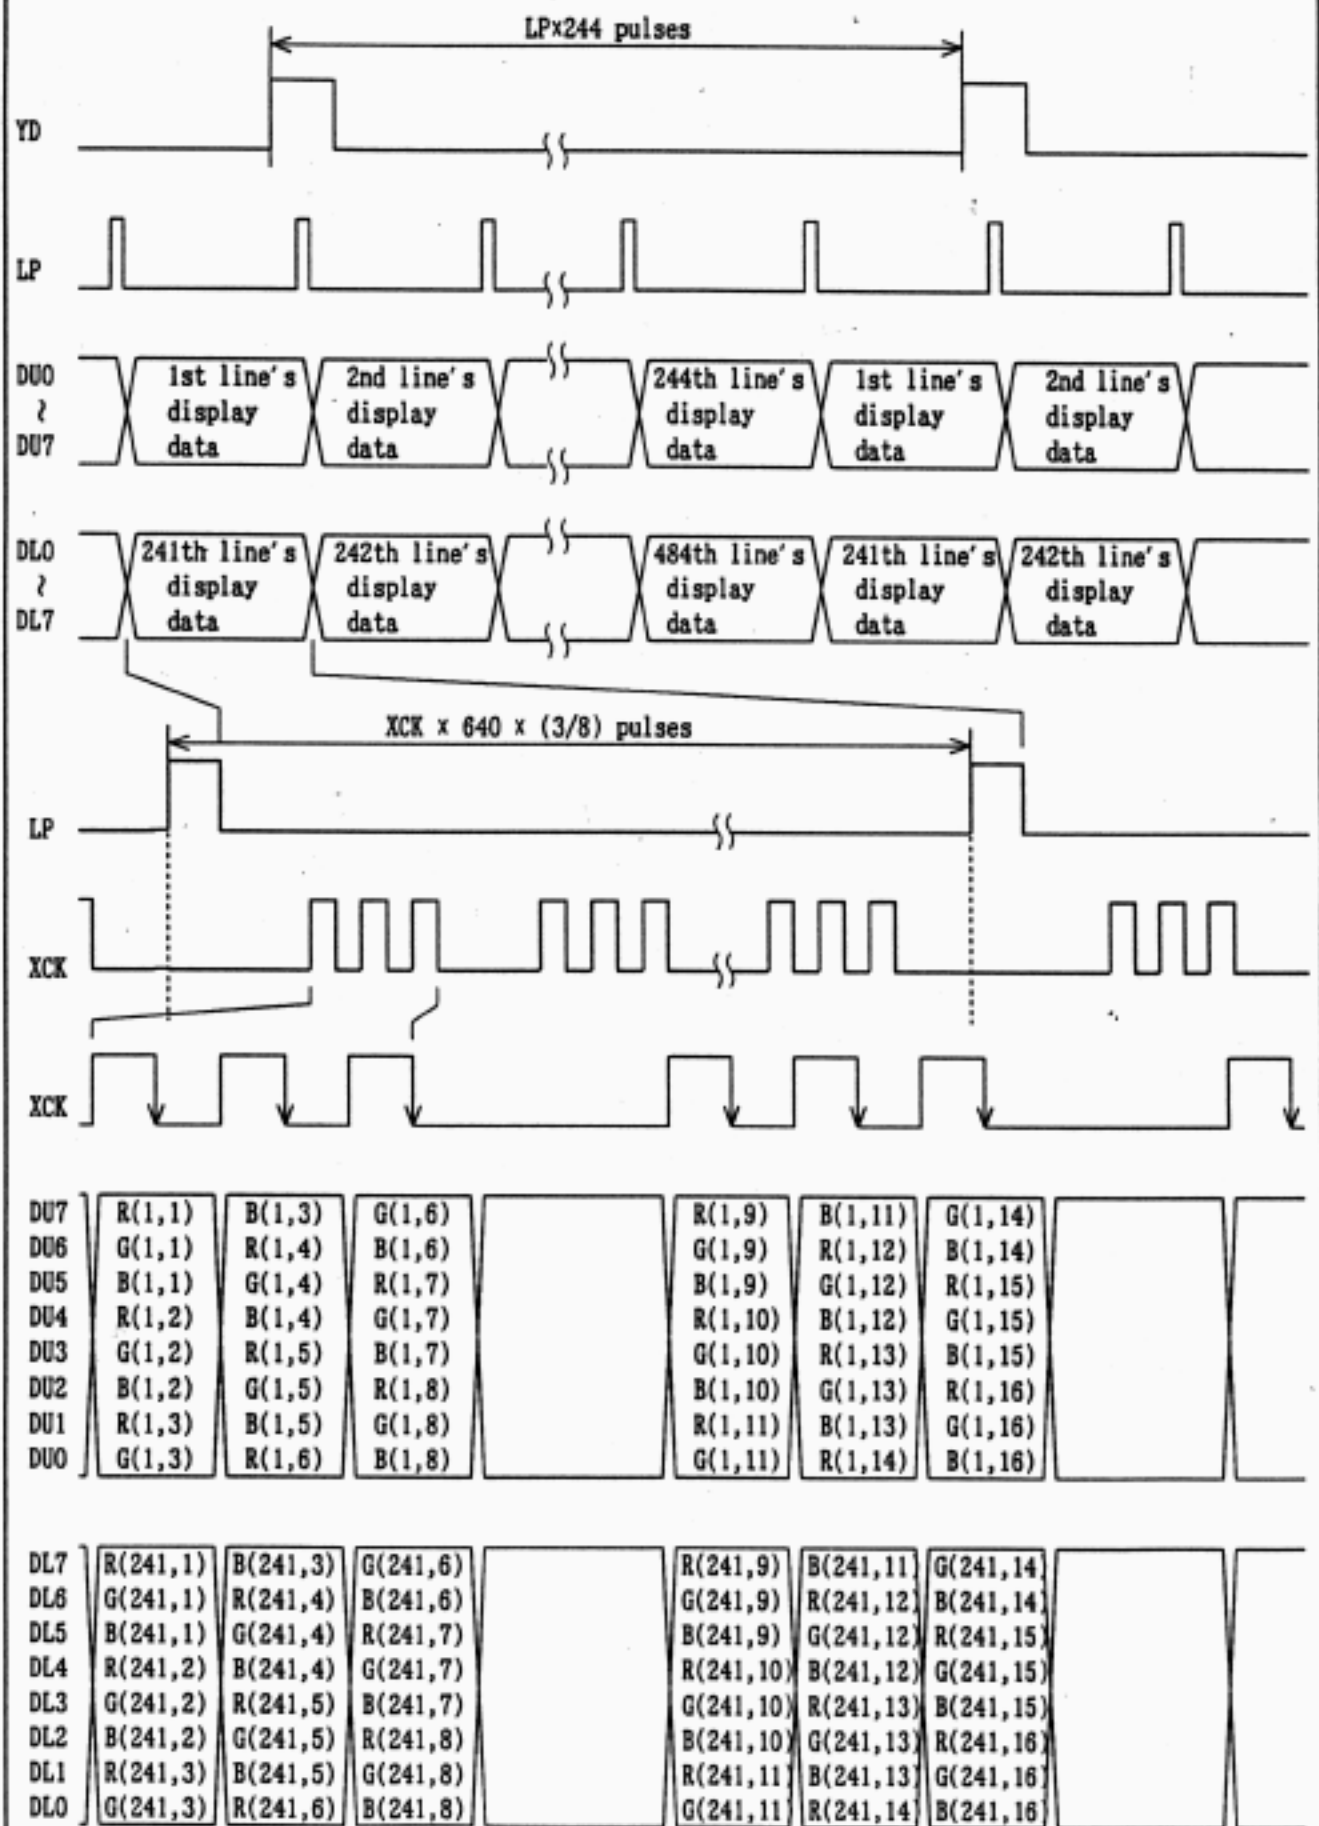 LP×244 pulses
YD
LP
DU0 1st line's 2nd line's 244th line's 1st line's 2nd line's
≀ display display display display display
DU7 data data data data data
DL0 241th line's 242th line's 484th line's 241th line's 242th line's
≀ display display display display display
DL7 data data data data data
XCK × 640 × (3/8) pulses
LP
XCK
XCK
DU7 R(1,1) B(1,3) G(1,6) R(1,9) B(1,11) G(1,14)
DU6 G(1,1) R(1,4) B(1,6) G(1,9) R(1,12) B(1,14)
DU5 B(1,1) G(1,4) R(1,7) B(1,9) G(1,12) R(1,15)
DU4 R(1,2) B(1,4) G(1,7) R(1,10) B(1,12) G(1,15)
DU3 G(1,2) R(1,5) B(1,7) G(1,10) R(1,13) B(1,15)
DU2 B(1,2) G(1,5) R(1,8) B(1,10) G(1,13) R(1,16)
DU1 R(1,3) B(1,5) G(1,8) R(1,11) B(1,13) G(1,16)
DU0 G(1,3) R(1,6) B(1,8) G(1,11) R(1,14) B(1,16)
DL7 R(241,1) B(241,3) G(241,6) R(241,9) B(241,11) G(241,14)
DL6 G(241,1) R(241,4) B(241,6) G(241,9) R(241,12) B(241,14)
DL5 B(241,1) G(241,4) R(241,7) B(241,9) G(241,12) R(241,15)
DL4 R(241,2) B(241,4) G(241,7) R(241,10) B(241,12) G(241,15)
DL3 G(241,2) R(241,5) B(241,7) G(241,10) R(241,13) B(241,15)
DL2 B(241,2) G(241,5) R(241,8) B(241,10) G(241,13) R(241,16)
DL1 R(241,3) B(241,5) G(241,8) R(241,11) B(241,13) G(241,16)
DL0 G(241,3) R(241,6) B(241,8) G(241,11) R(241,14) B(241,16)